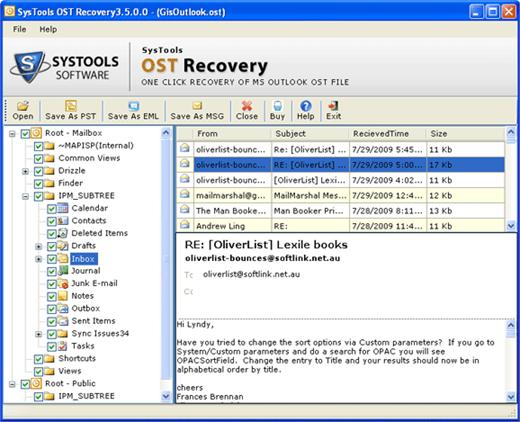 SysTools OST Recovery3.5.0.0 - (GisOutlook.ost)
File Help
SYSTOOLS
SOFTWARE
SysTools
OST Recovery
ONE CLICK RECOVERY OF MS OUTLOOK OST FILE
Open Save As PST Save As EML Save As MSG Close Buy Help Exit
Root - Mailbox
~MAPISP(Internal)
Common Views
Drizzle
Finder
IPM_SUBTREE
Calendar
Contacts
Deleted Items
Drafts
Inbox
Journal
Junk E-mail
Notes
Outbox
Sent Items
Sync Issues34
Tasks
Shortcuts
Views
Root - Public
IPM_SUBTREE
From Subject RecievedTime Size
oliverlist-bounc... Re: [OliverList] ... 7/29/2009 5:45... 11 Kb
oliverlist-bounc... RE: [OliverList] ... 7/29/2009 5:00... 17 Kb
oliverlist-bounc... [OliverList] Lexi... 7/29/2009 4:02... 11 Kb
mailmarshal@g... MailMarshal Mes... 7/29/2009 12:4... 12 Kb
The Man Booke... Man Booker Pri... 7/28/2009 8:11... 13 Kb
Andrew Ling RE: 7/29/2009 11:4... 12 Kb
RE: [OliverList] Lexile books
oliverlist-bounces@softlink.net.au
To oliverlist@softlink.net.au
Cc
Hi Lyndy,
Have you tried to change the sort options via Custom parameters? If you go to
System/Custom parameters and do a search for OPAC you will see
OPACSortField. Change the entry to Title and your results should now be in
alphabetical order by title.
cheers
Frances Brennan